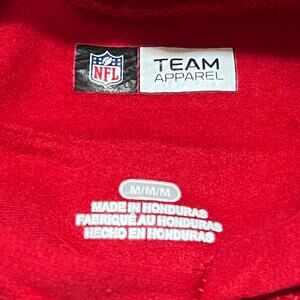 NFL
TEAM
APPAREL
M/M/M
MADE IN HONDURAS
FABRIQUÉ AU HONDURAS
HECHO EN HONDURAS